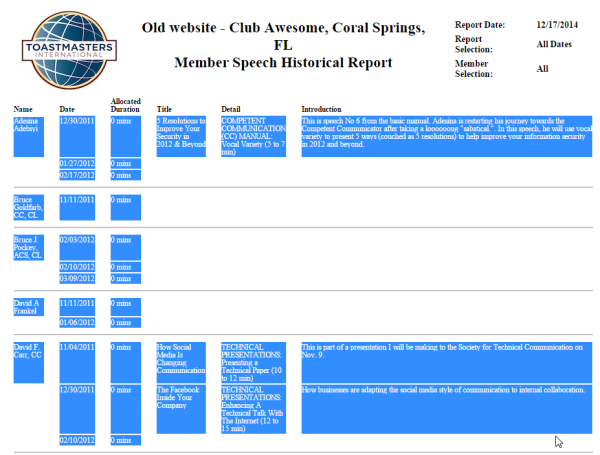 TOASTMASTERS
INTERNATIONAL
Old website - Club Awesome, Coral Springs,
FL
Member Speech Historical Report
Report Date: 12/17/2014
Report
Selection: All Dates
Member
Selection: All
Name Date Allocated
Duration Title Detail Introduction
Adesina
Adebiyi 12/30/2011 0 mins 5 Resolutions to
Improve Your
Security in
2012 & Beyond COMPETENT
COMMUNICATION
(CC) MANUAL:
Vocal Variety (5 to 7
min) This is speech No 6 from the basic manual. Adesina is restarting his journey towards the
Competent Communicator after taking a looooong "sabatical.". In this speech, he will use vocal
variety to present 5 ways (couched as 5 resolutions) to help improve your information security
in 2012 and beyond.
01/27/2012 0 mins
02/17/2012 0 mins
Bruce
Goldfarb,
CC, CL 11/11/2011 0 mins
Bruce J.
Pockey,
ACS, CL 02/03/2012 0 mins
02/10/2012 0 mins
03/09/2012 0 mins
David A
Frankel 11/11/2011 0 mins
01/06/2012 0 mins
David F.
Carr, CC 11/04/2011 0 mins How Social
Media Is
Changing
Communication TECHNICAL
PRESENTATIONS:
Presenting a
Technical Paper (10
to 12 min) This is part of a presentation I will be making to the Society for Technical Communication on
Nov. 9.
12/30/2011 0 mins The Facebook
Inside Your
Company TECHNICAL
PRESENTATIONS:
Enhancing A
Technical Talk With
The Internet (12 to
15 min) How businesses are adapting the social media style of communication to internal collaboration.
02/10/2012 0 mins